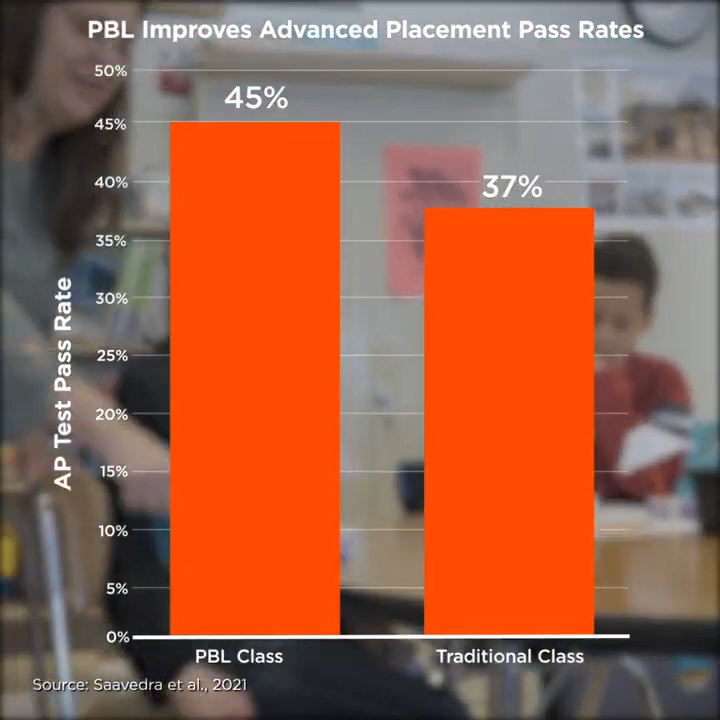 PBL Improves Advanced Placement Pass Rates
50%
45%
45%
37%
40%
35%
30%
25%
20%
15%
10%
5%
0%
AP Test Pass Rate
PBL Class
Traditional Class
Source: Saavedra et al., 2021